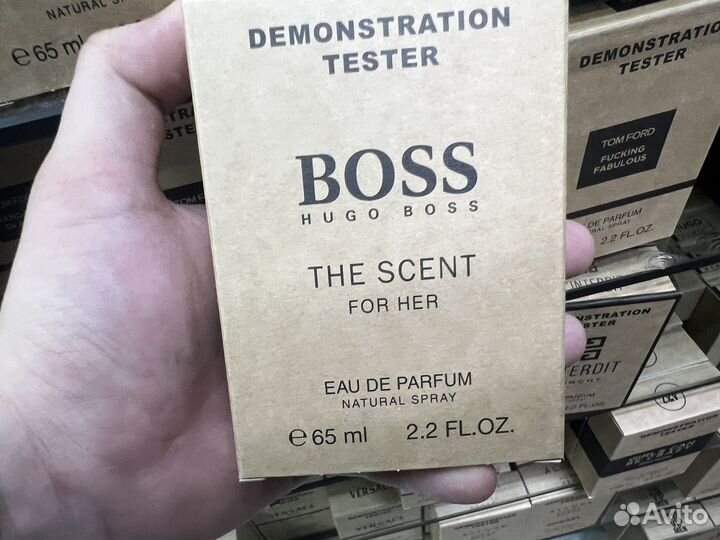 ℮65 ml
NATURAL SPRAY
DEMONSTRATION
TESTER
BOSS
HUGO BOSS
THE SCENT
FOR HER
EAU DE PARFUM
NATURAL SPRAY
℮65 ml 2.2 FL.OZ.
DEMONSTRATION
TESTER
TOM FORD
FUCKING
FABULOUS
DE PARFUM
2.2 FL.OZ.
TESTER
VERSACE
Avito